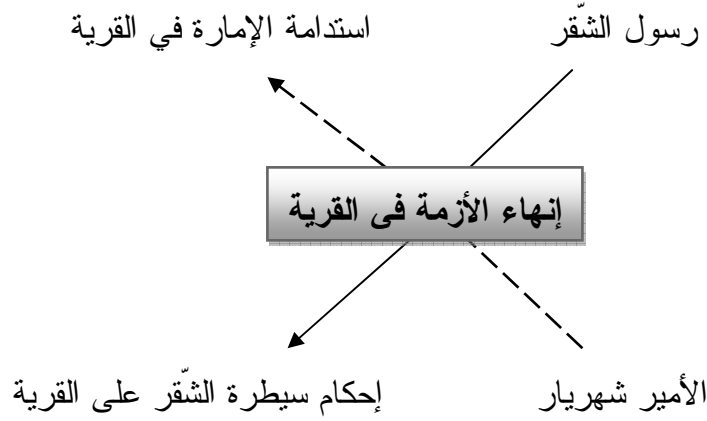 رسول الشّقر
استدامة الإمارة في القرية
إنهاء الأزمة فى القرية
الأمير شهريار
إحكام سيطرة الشّقر على القرية